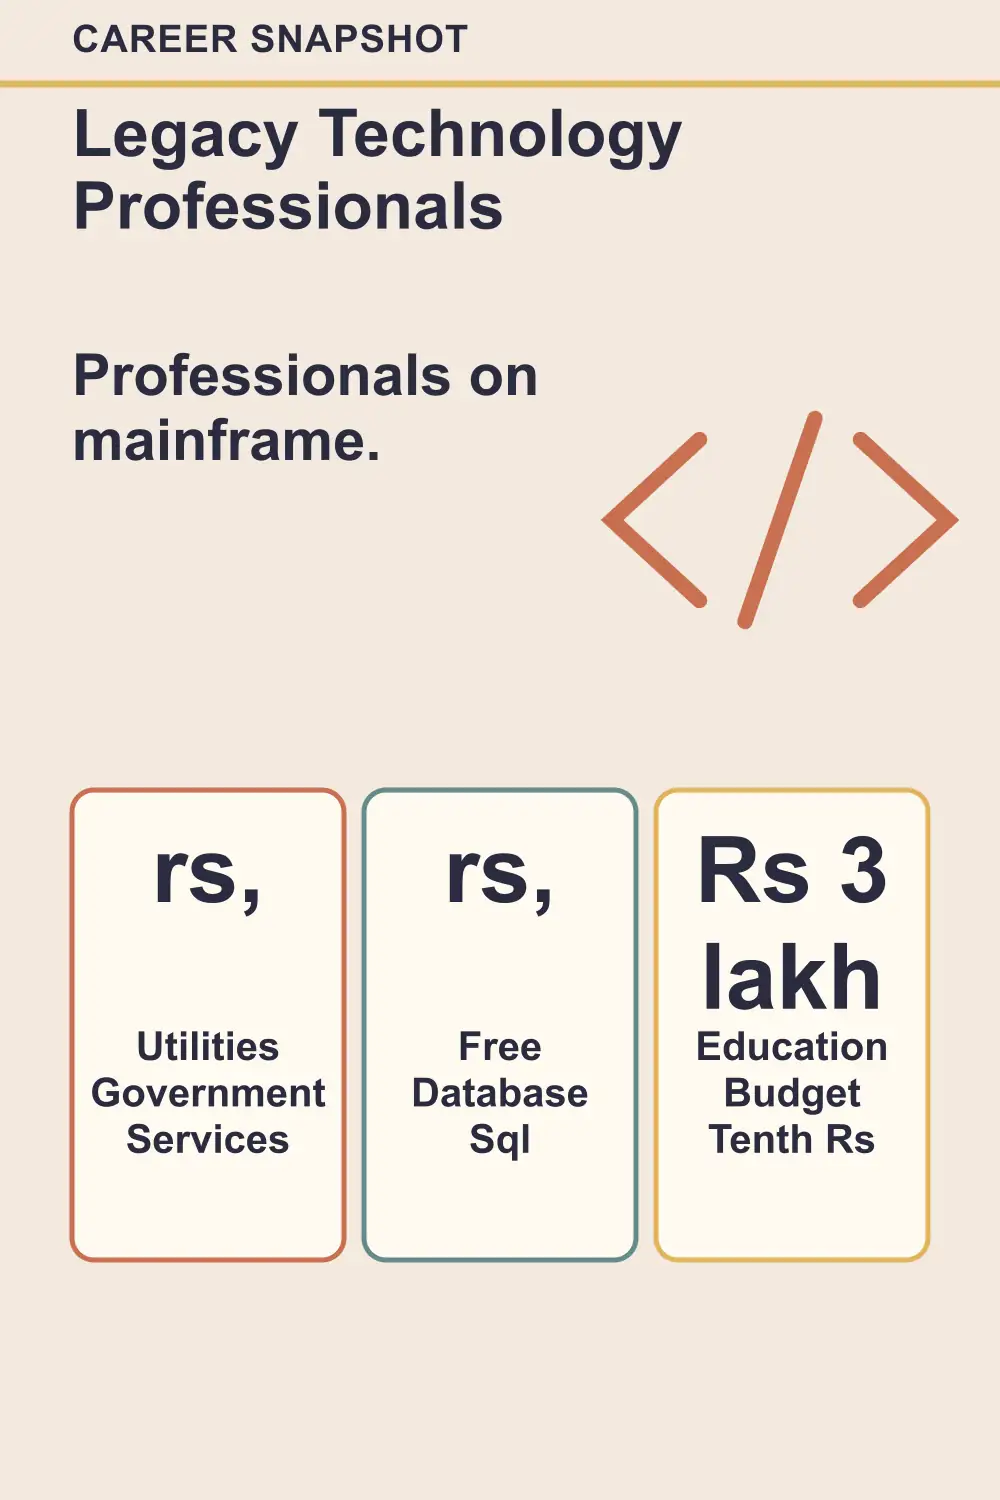 CAREER SNAPSHOT
Legacy Technology
Professionals
Professionals on
mainframe.
rs,
Utilities
Government
Services
rs,
Free
Database
Sql
Rs 3
lakh
Education
Budget
Tenth Rs